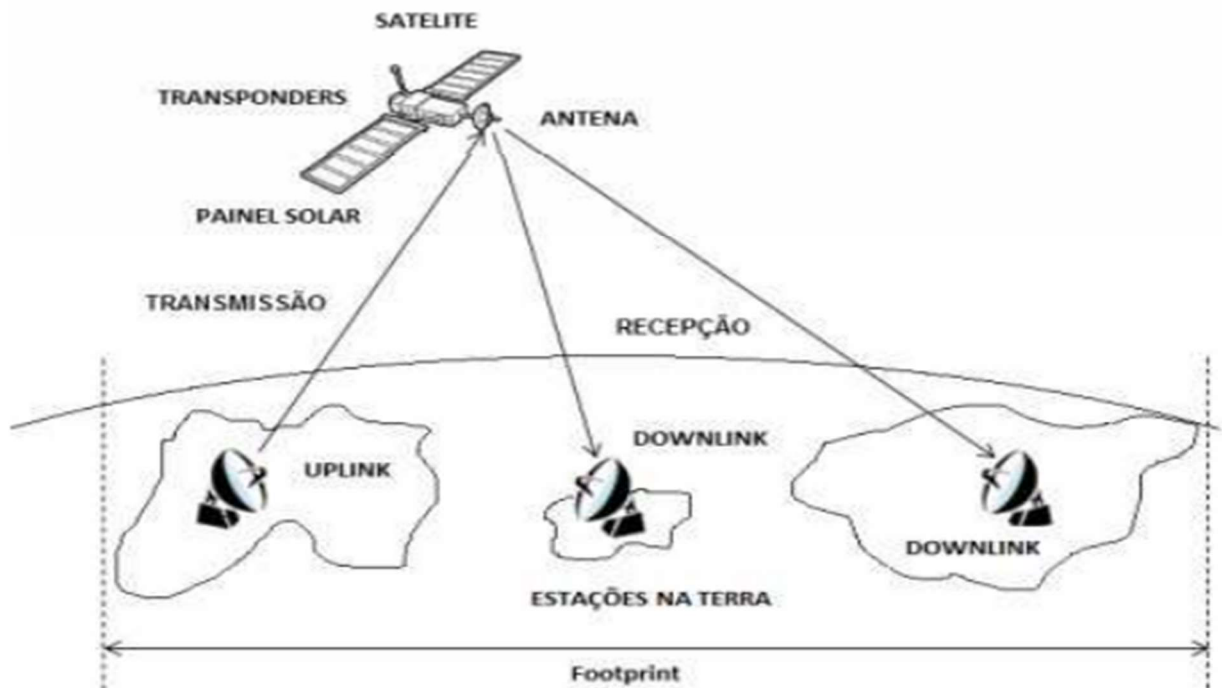 SATELITE
TRANSPONDERS
ANTENA
PAINEL SOLAR
TRANSMISSÃO
RECEPÇÃO
DOWNLINK
UPLINK
DOWNLINK
ESTAÇÕES NA TERRA
Footprint